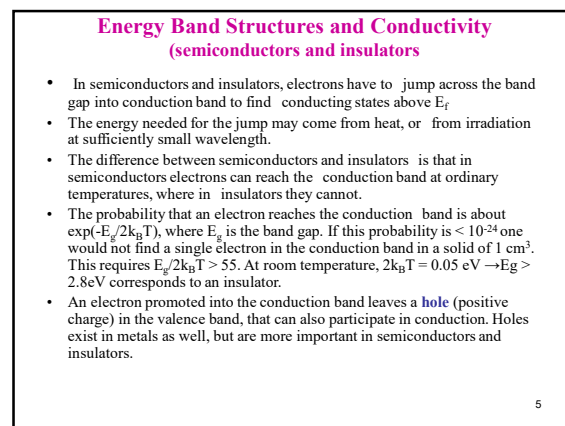 Energy Band Structures and Conductivity
(semiconductors and insulators
• In semiconductors and insulators, electrons have to jump across the band
gap into conduction band to find conducting states above Ef
• The energy needed for the jump may come from heat, or from irradiation
at sufficiently small wavelength.
• The difference between semiconductors and insulators is that in
semiconductors electrons can reach the conduction band at ordinary
temperatures, where in insulators they cannot.
• The probability that an electron reaches the conduction band is about
exp(-Eg/2kBT), where Eg is the band gap. If this probability is < 10-24 one
would not find a single electron in the conduction band in a solid of 1 cm3.
This requires Eg/2kBT > 55. At room temperature, 2kBT = 0.05 eV →Eg >
2.8eV corresponds to an insulator.
• An electron promoted into the conduction band leaves a hole (positive
charge) in the valence band, that can also participate in conduction. Holes
exist in metals as well, but are more important in semiconductors and
insulators.
5